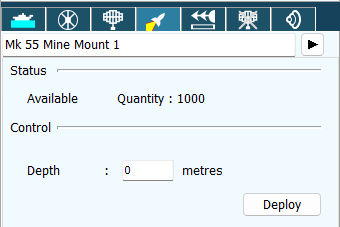 Mk 55 Mine Mount 1
Status
Available Quantity : 1000
Control
Depth : 0 metres
Deploy